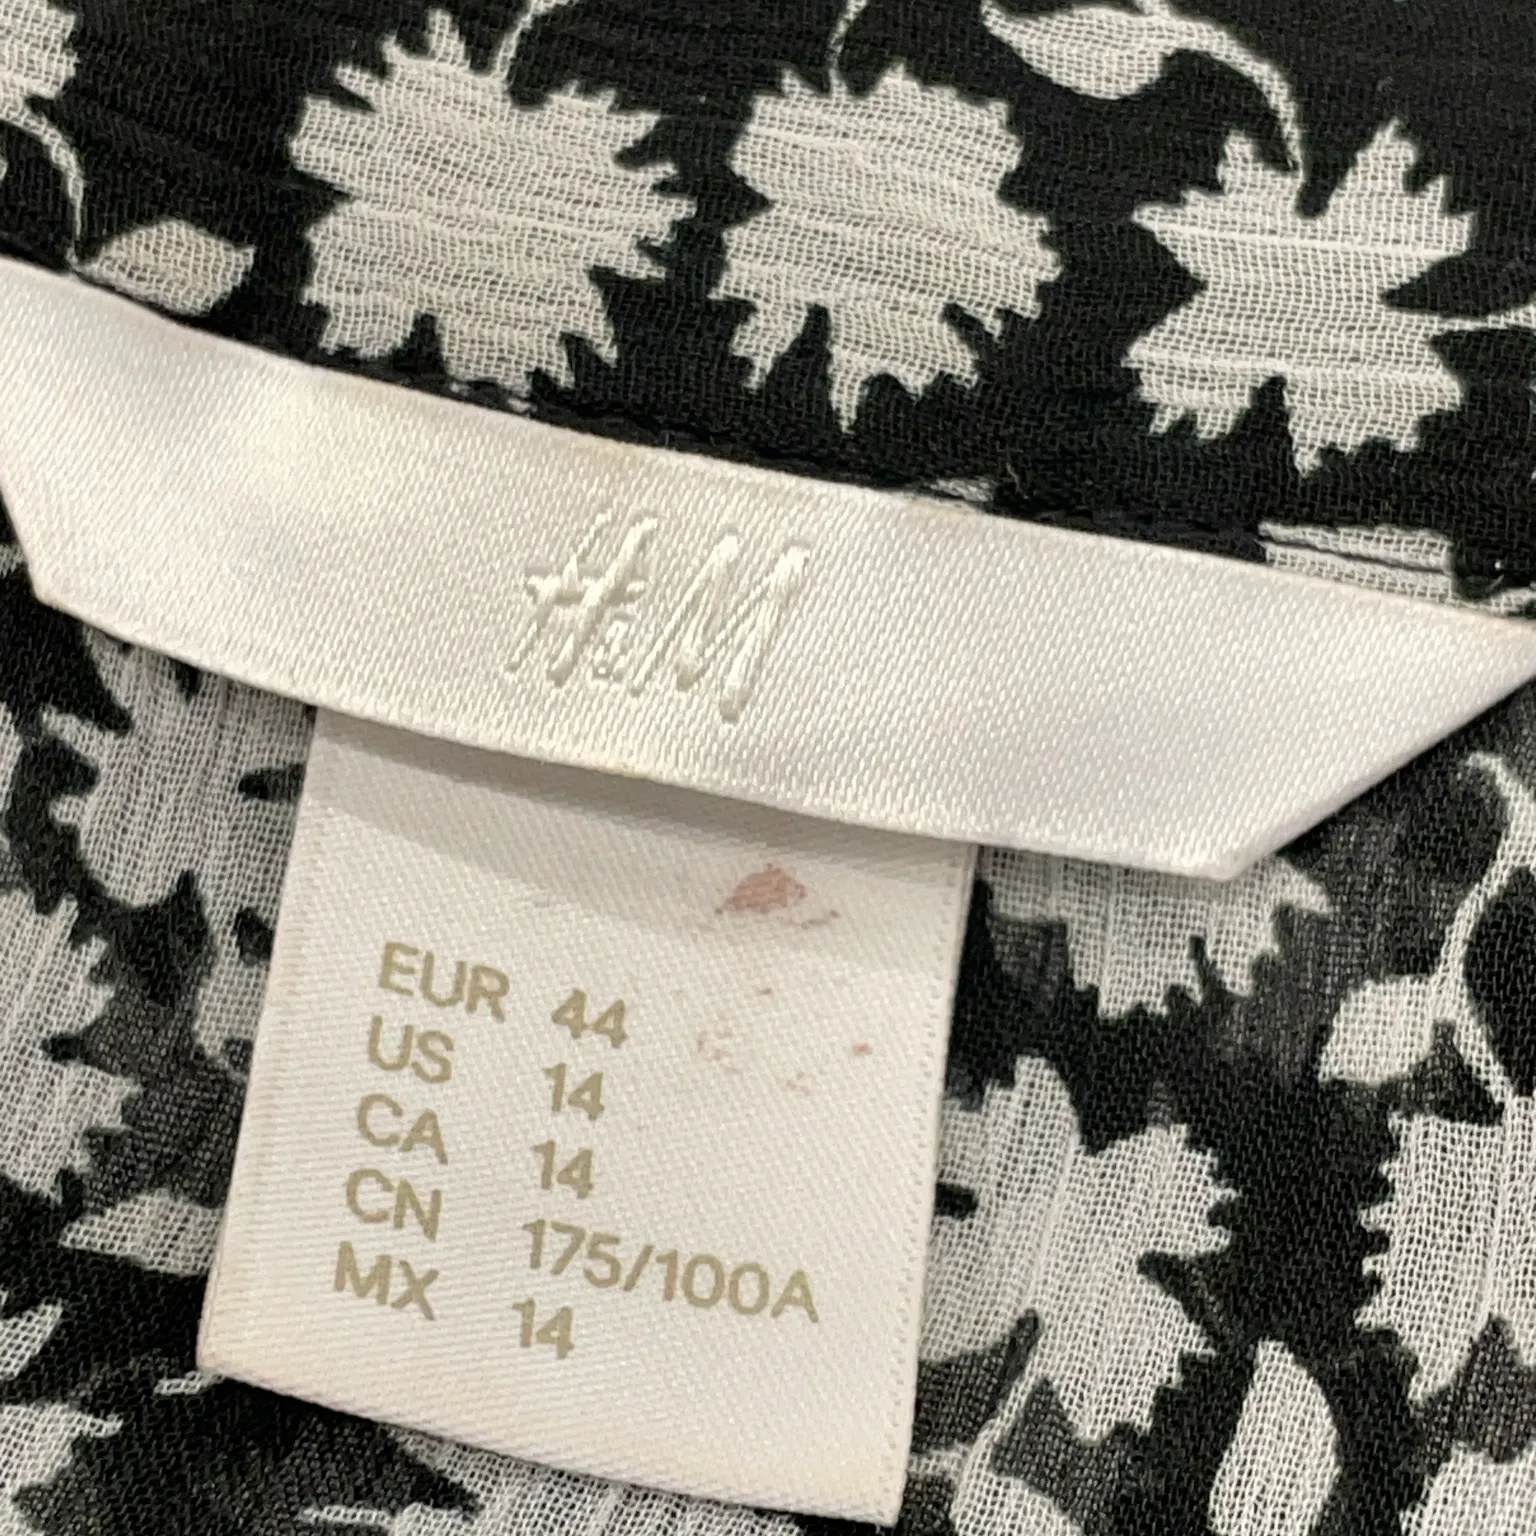 H&M
EUR 44
US 14
CA 14
CN 175/100A
MX 14